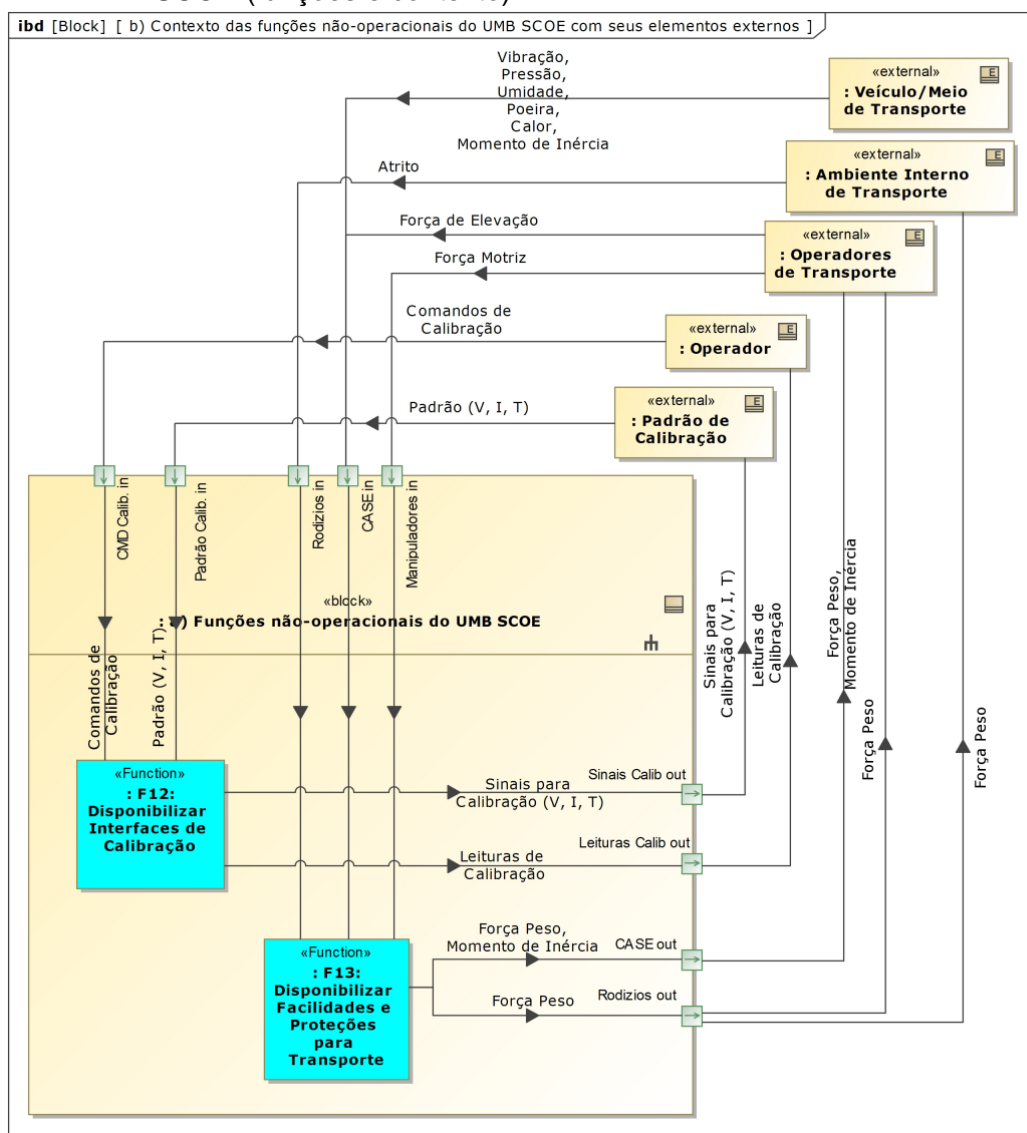 ibd [Block] [ b) Contexto das funções não-operacionais do UMB SCOE com seus elementos externos ]
Vibração,
Pressão,
Umidade,
Poeira,
Calor,
Momento de Inércia
«external»
: Veículo/Meio
de Transporte
Atrito
«external»
: Ambiente Interno
de Transporte
Força de Elevação
Força Motriz
«external»
: Operadores
de Transporte
Comandos de
Calibração
«external»
: Operador
Padrão (V, I, T)
«external»
: Padrão de
Calibração
CMD Calib. in
Padrão Calib. in
Rodizios in
CASE in
Manipuladores in
«block»
) Funções não-operacionais do UMB SCOE
Comandos de
Calibração
Padrão (V, I, T)
Sinais para
Calibração (V, I, T)
Leituras de
Calibração
Força Peso,
Momento de Inércia
Força Peso
Força Peso
«Function»
: F12:
Disponibilizar
Interfaces de
Calibração
Sinais Calib out
Sinais para
Calibração (V, I, T)
Leituras Calib out
Leituras de
Calibração
«Function»
: F13:
Disponibilizar
Facilidades e
Proteções
para
Transporte
Força Peso,
Momento de Inércia
CASE out
Força Peso
Rodizios out